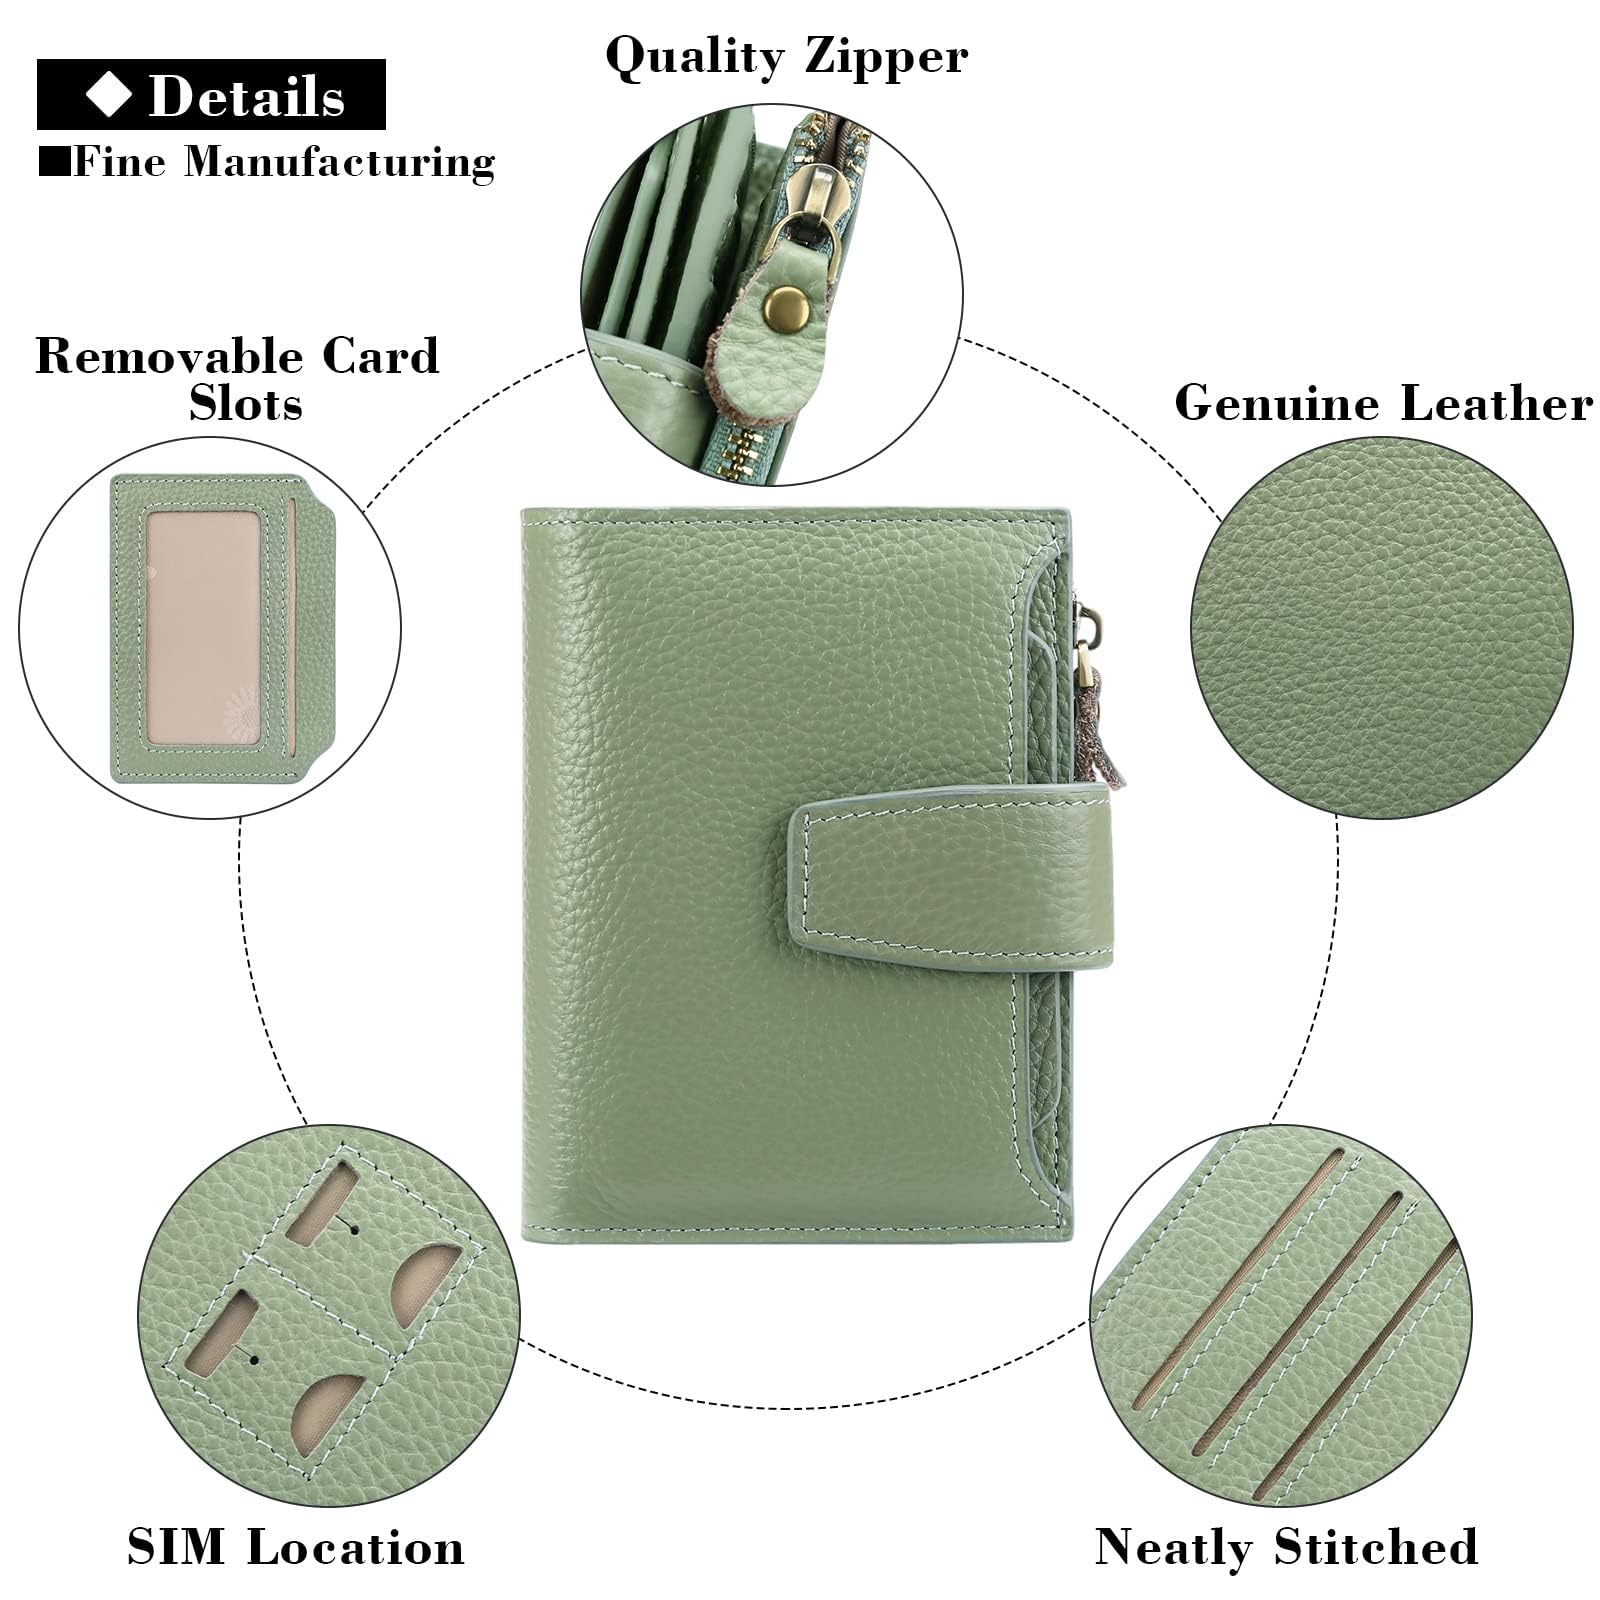 Details
Fine Manufacturing
Quality Zipper
Removable Card
Slots
Genuine Leather
SIM Location
Neatly Stitched